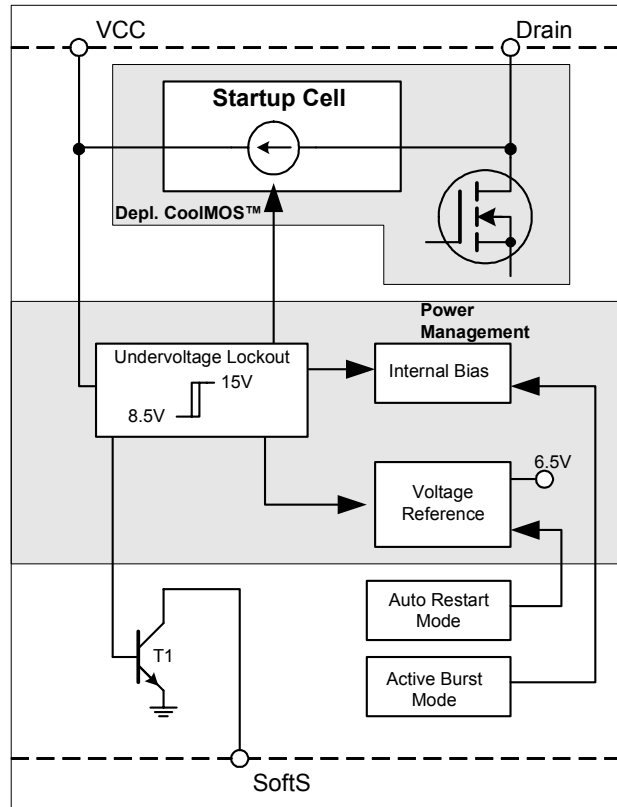 VCC
Drain
Startup Cell
Depl. CoolMOS™
Power
Management
Undervoltage Lockout
15V
8.5V
Internal Bias
6.5V
Voltage
Reference
Auto Restart
Mode
T1
Active Burst
Mode
SoftS